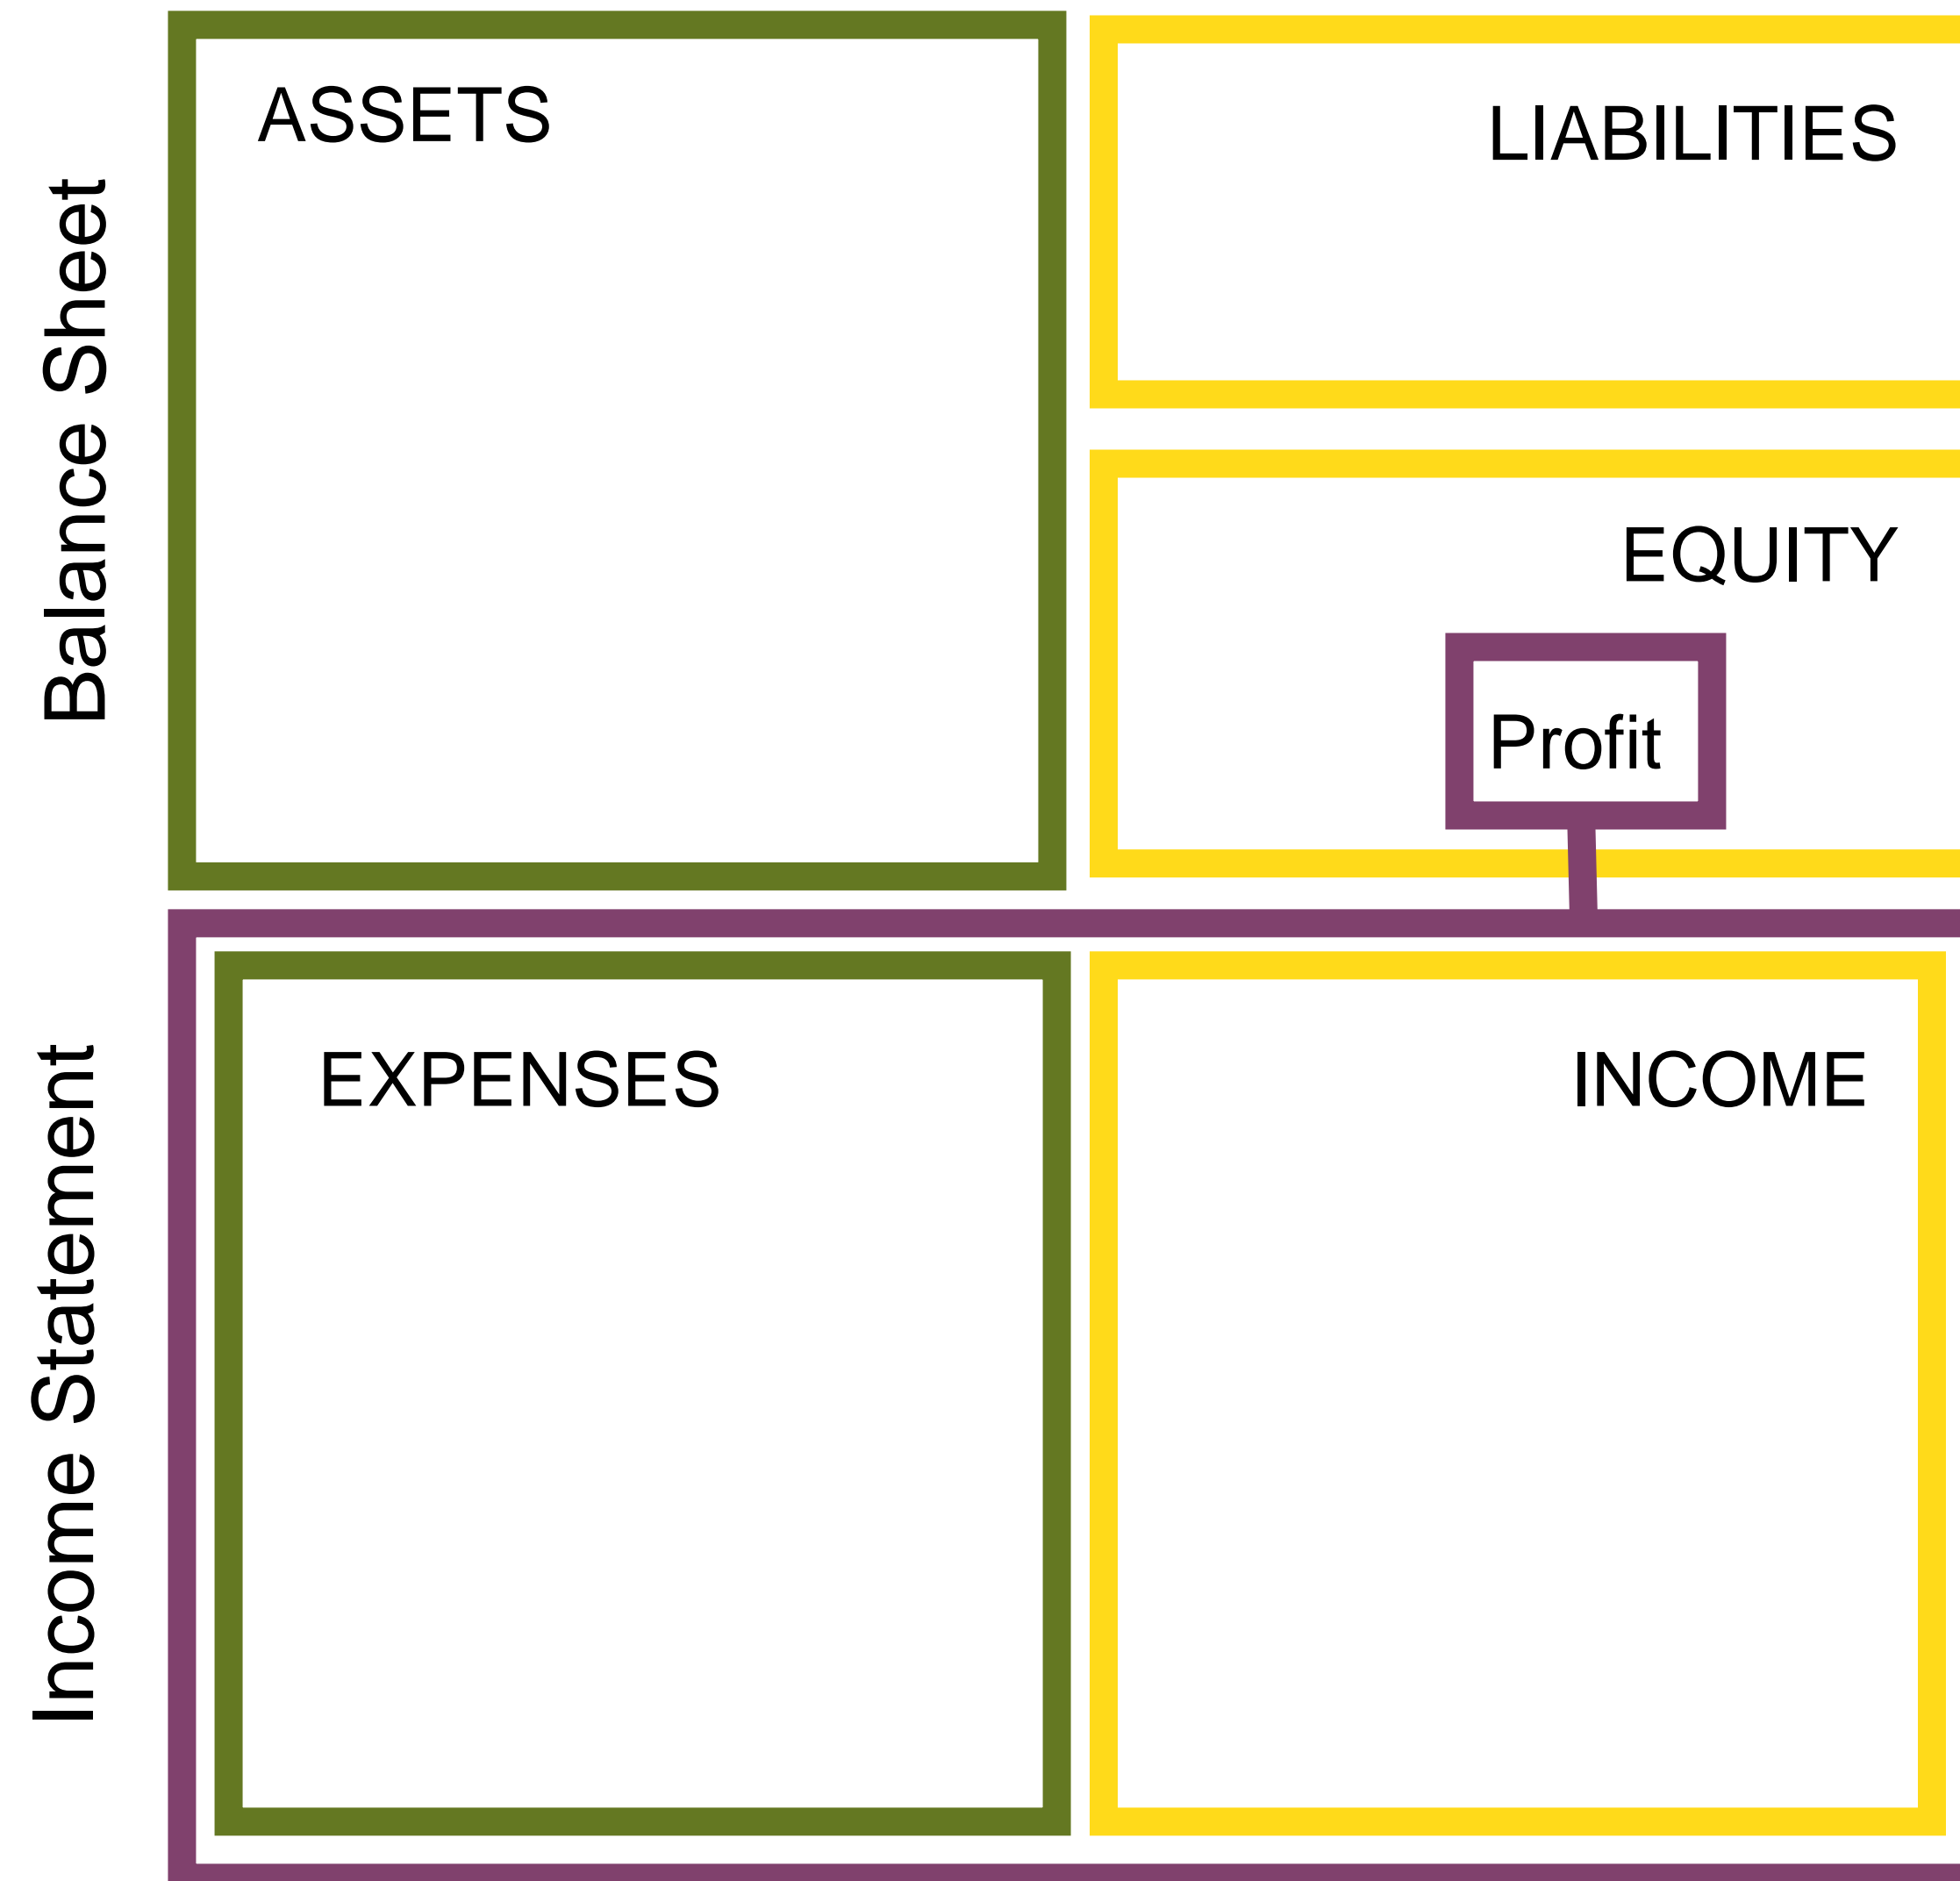 Balance Sheet
ASSETS
LIABILITIES
EQUITY
Profit
Income Statement
EXPENSES
INCOME